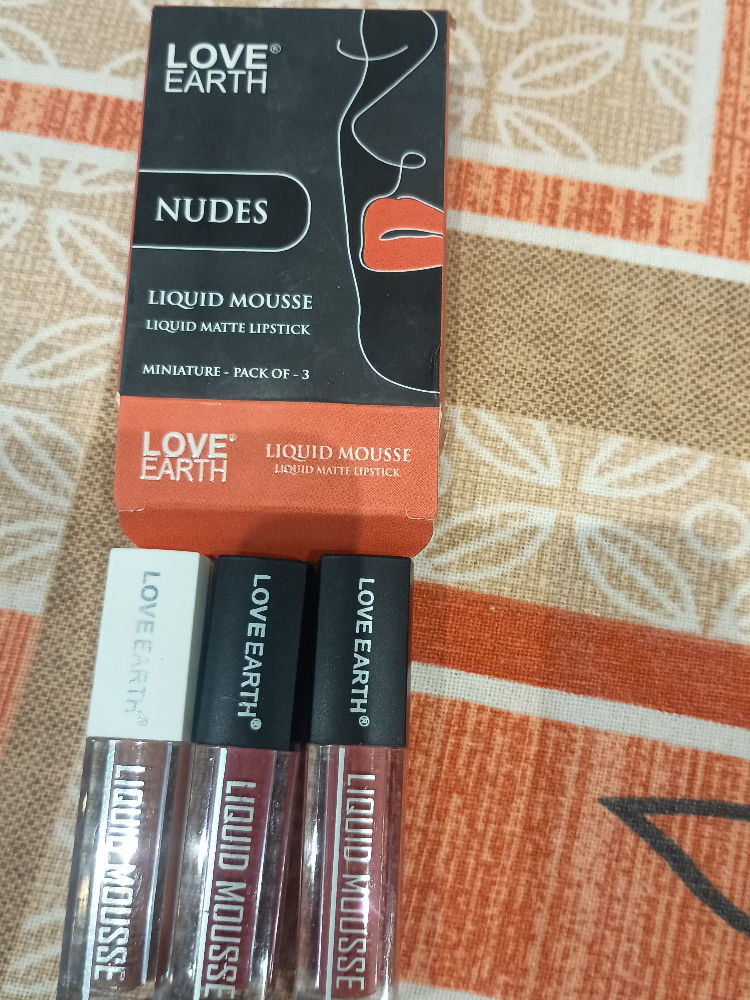 LOVE®
EARTH
NUDES
LIQUID MOUSSE
LIQUID MATTE LIPSTICK
MINIATURE - PACK OF - 3
LOVE®
EARTH
LIQUID MOUSSE
LIQUID MATTE LIPSTICK
LOVE EARTH®
LIQUID MOUSSE
LOVE EARTH®
LIQUID MOUSSE
LOVE EARTH®
LIQUID MOUSSE